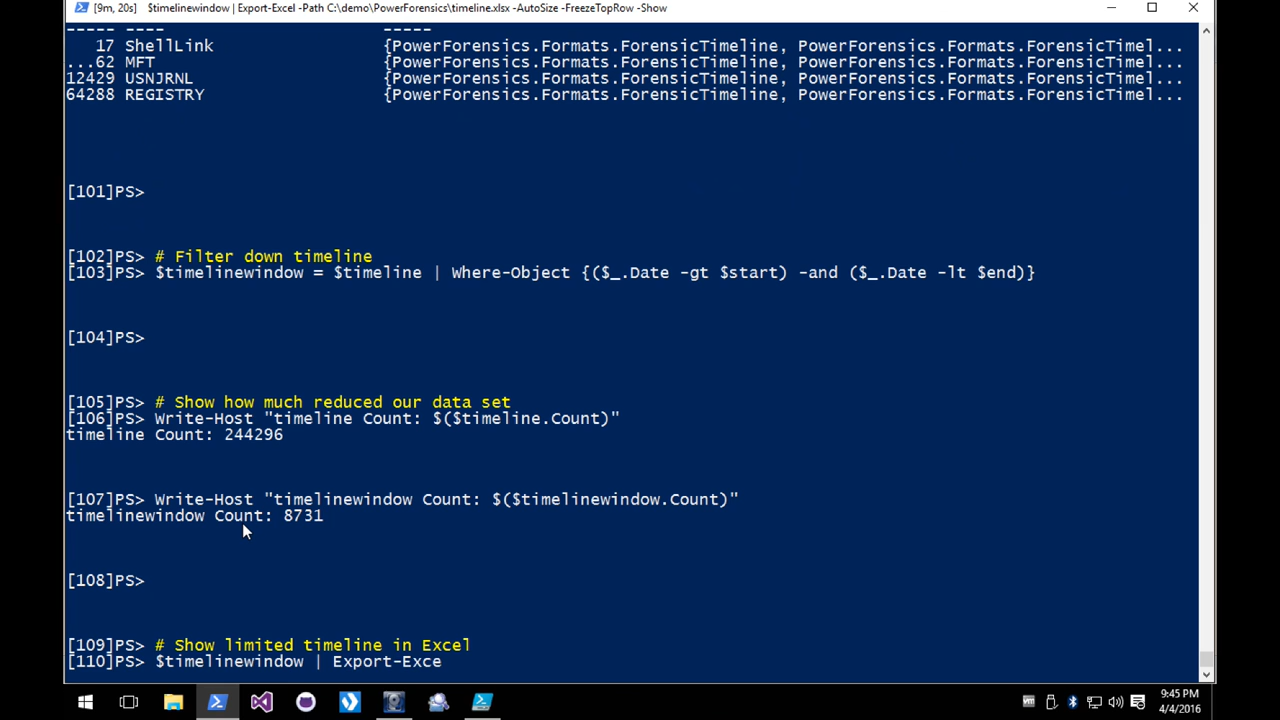 [9m, 20s] $timelinewindow | Export-Excel -Path C:\demo\PowerForensics\timeline.xlsx -AutoSize -FreezeTopRow -Show
----- ---- -----
17 ShellLink {PowerForensics.Formats.ForensicTimeline, PowerForensics.Formats.ForensicTimel...
...62 MFT {PowerForensics.Formats.ForensicTimeline, PowerForensics.Formats.ForensicTimel...
12429 USNJRNL {PowerForensics.Formats.ForensicTimeline, PowerForensics.Formats.ForensicTimel...
64288 REGISTRY {PowerForensics.Formats.ForensicTimeline, PowerForensics.Formats.ForensicTimel...
[101]PS>
[102]PS> # Filter down timeline
[103]PS> $timelinewindow = $timeline | Where-Object {($_.Date -gt $start) -and ($_.Date -lt $end)}
[104]PS>
[105]PS> # Show how much reduced our data set
[106]PS> Write-Host "timeline Count: $($timeline.Count)"
timeline Count: 244296
[107]PS> Write-Host "timelinewindow Count: $($timelinewindow.Count)"
timelinewindow Count: 8731
[108]PS>
[109]PS> # Show limited timeline in Excel
[110]PS> $timelinewindow | Export-Exce
vm
9:45 PM
4/4/2016